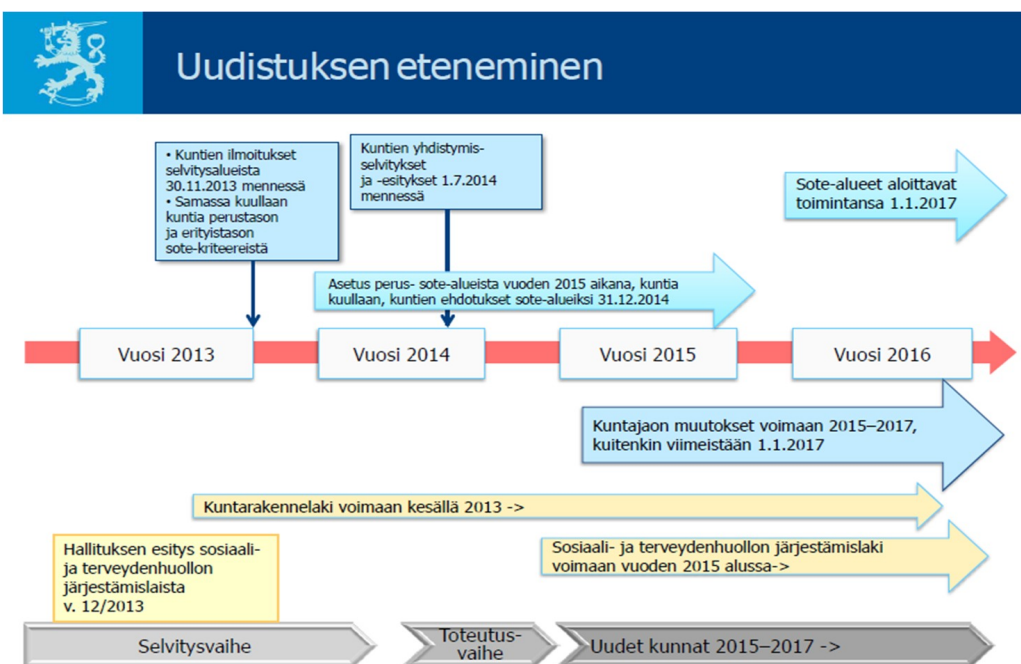 Uudistuksen eteneminen
• Kuntien ilmoitukset
selvitysalueista
30.11.2013 mennessä
• Samassa kuullaan
kuntia perustason
ja erityistason
sote-kriteereistä
Kuntien yhdistymis-
selvitykset
ja -esitykset 1.7.2014
mennessä
Sote-alueet aloittavat
toimintansa 1.1.2017
Asetus perus- sote-alueista vuoden 2015 aikana, kuntia
kuullaan, kuntien ehdotukset sote-alueiksi 31.12.2014
Vuosi 2013
Vuosi 2014
Vuosi 2015
Vuosi 2016
Kuntajaon muutokset voimaan 2015–2017,
kuitenkin viimeistään 1.1.2017
Kuntarakennelaki voimaan kesällä 2013 ->
Hallituksen esitys sosiaali-
ja terveydenhuollon
järjestämislaista
v. 12/2013
Sosiaali- ja terveydenhuollon järjestämislaki
voimaan vuoden 2015 alussa->
Selvitysvaihe
Toteutus-
vaihe
Uudet kunnat 2015–2017 ->